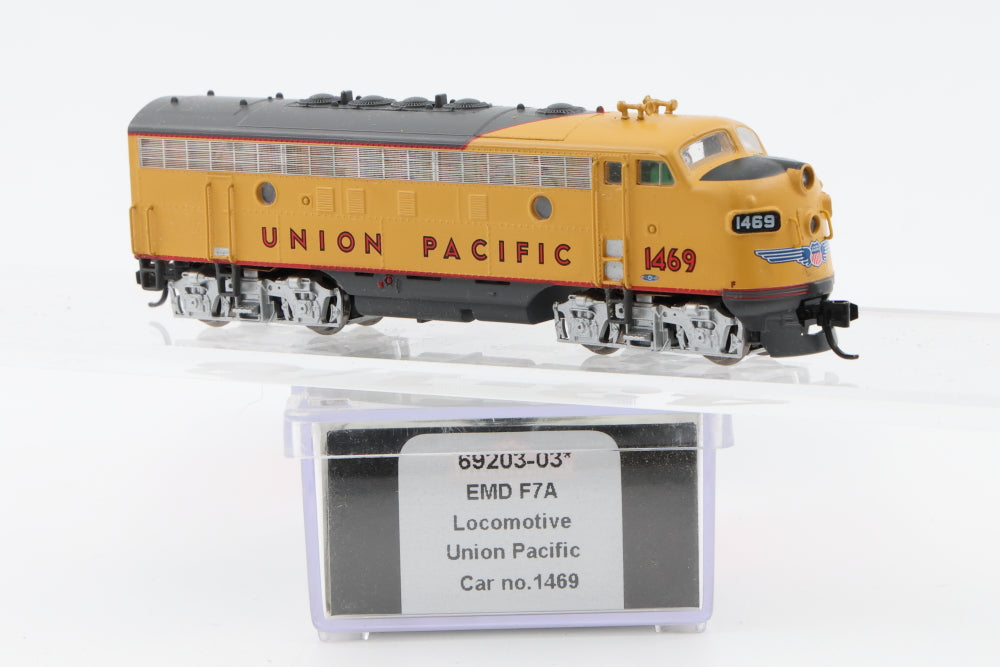 1469
UNION PACIFIC
1469
69203-03*
EMD F7A
Locomotive
Union Pacific
Car no.1469